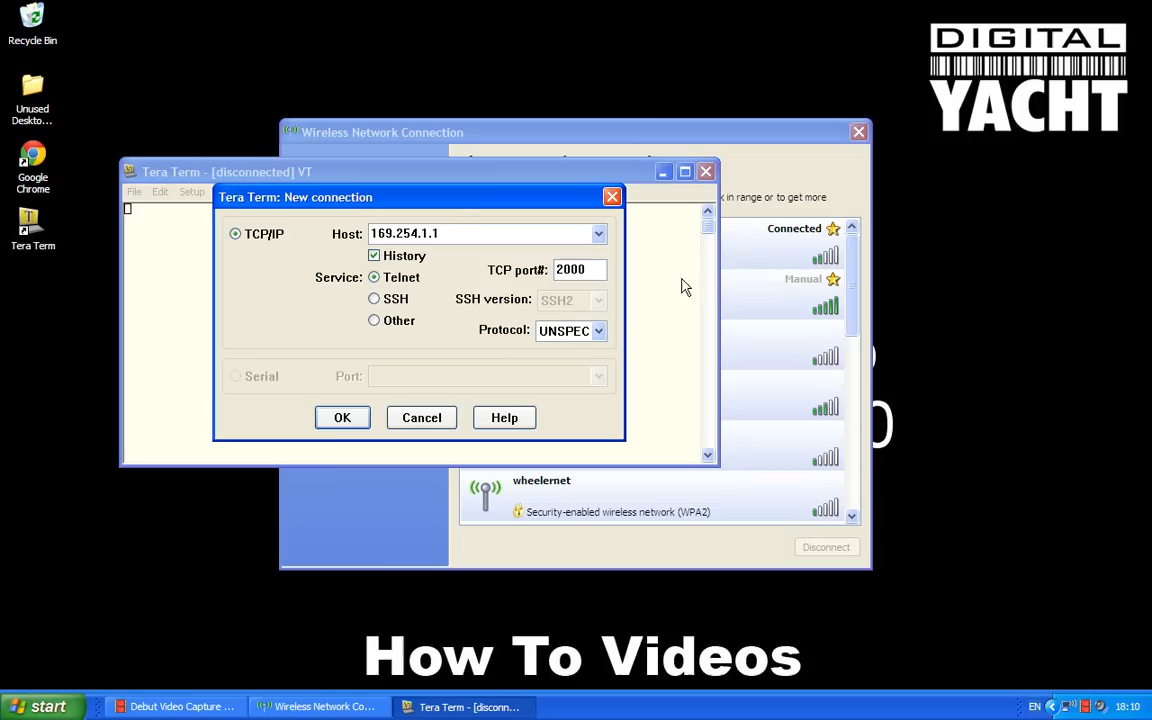 Recycle Bin
Unused
Deskto...
Google
Chrome
Tera Term
DIGITAL
YACHT
Wireless Network Connection
k in range or to get more
Connected
Manual
wheelernet
Security-enabled wireless network (WPA2)
Disconnect
Tera Term - [disconnected] VT
File Edit Setup
Tera Term: New connection
TCP/IP
Host: 169.254.1.1
History
Service: Telnet
TCP port#: 2000
SSH
SSH version: SSH2
Other
Protocol: UNSPEC
Serial
Port:
OK Cancel Help
0
How To Videos
start
Debut Video Capture ...
Wireless Network Co...
Tera Term - [disconn...
EN
18:10